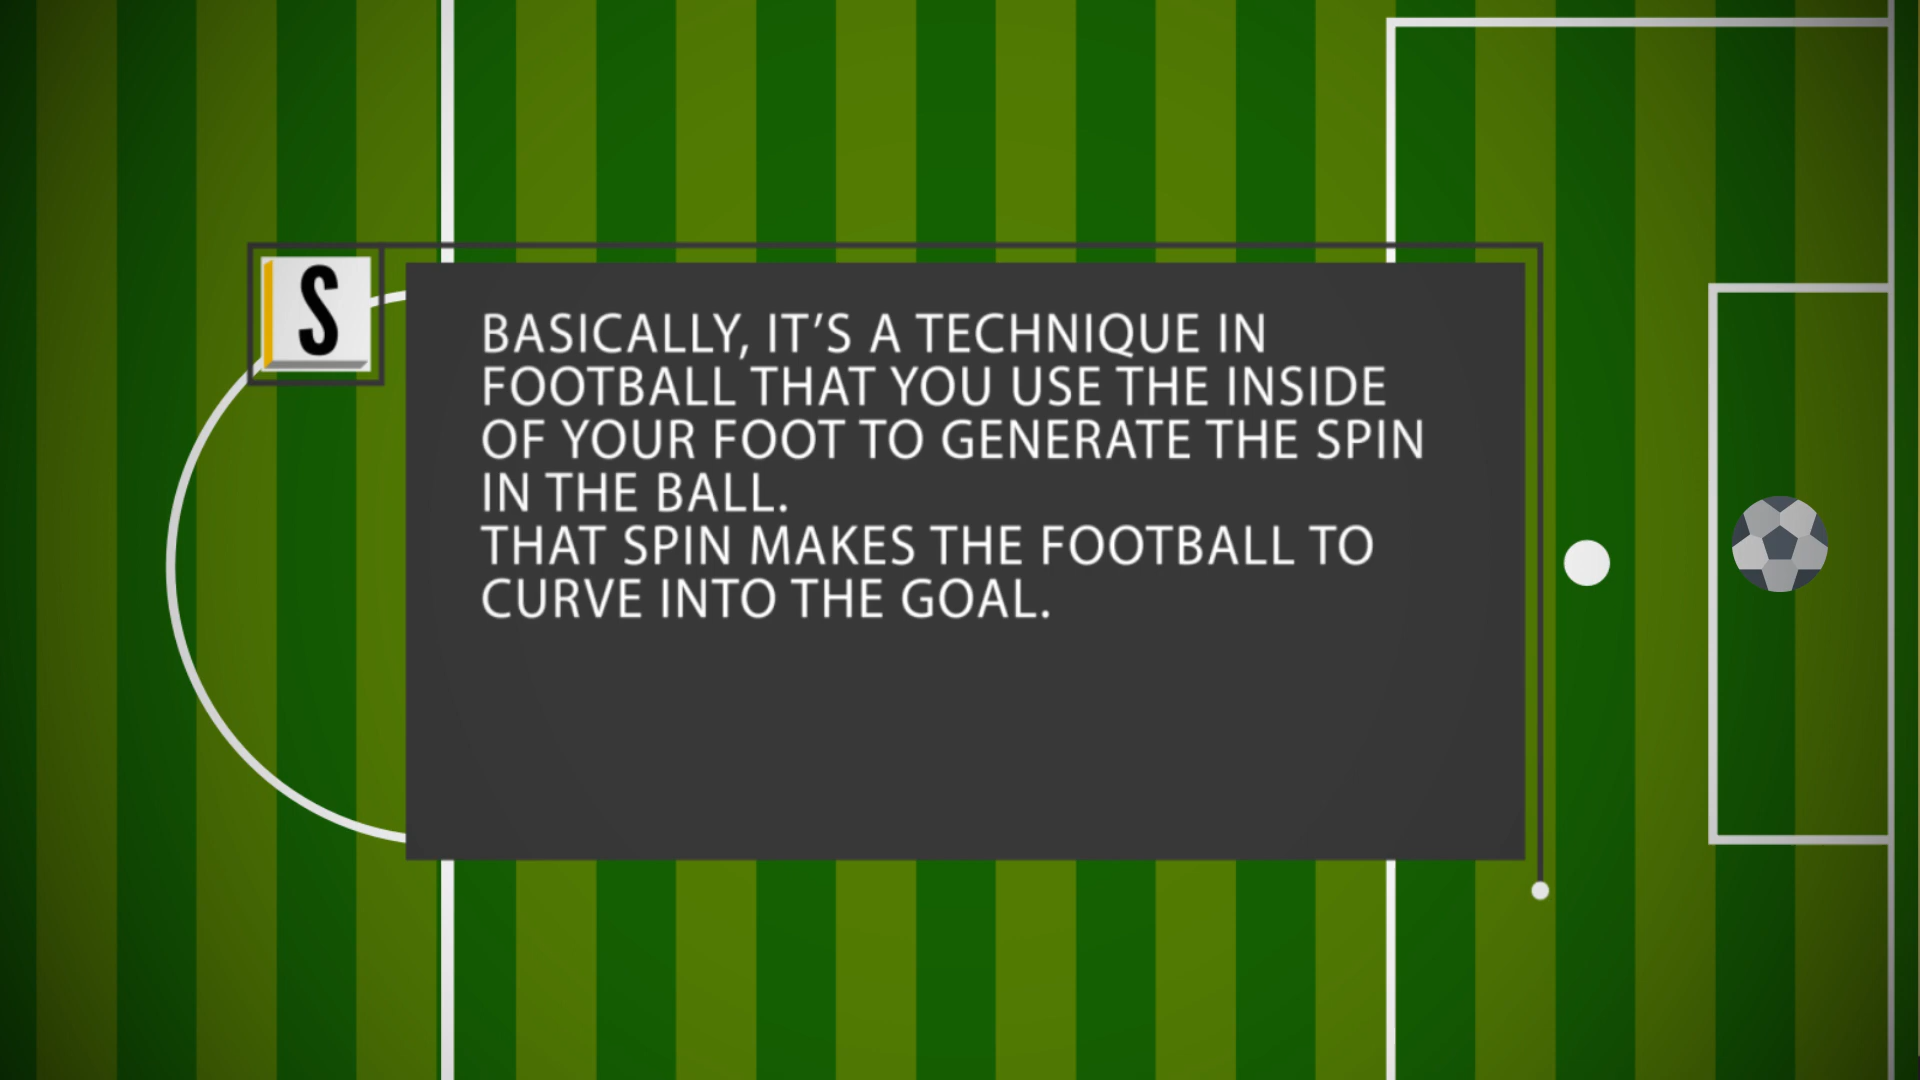 S
BASICALLY, IT’S A TECHNIQUE IN
FOOTBALL THAT YOU USE THE INSIDE
OF YOUR FOOT TO GENERATE THE SPIN
IN THE BALL.
THAT SPIN MAKES THE FOOTBALL TO
CURVE INTO THE GOAL.